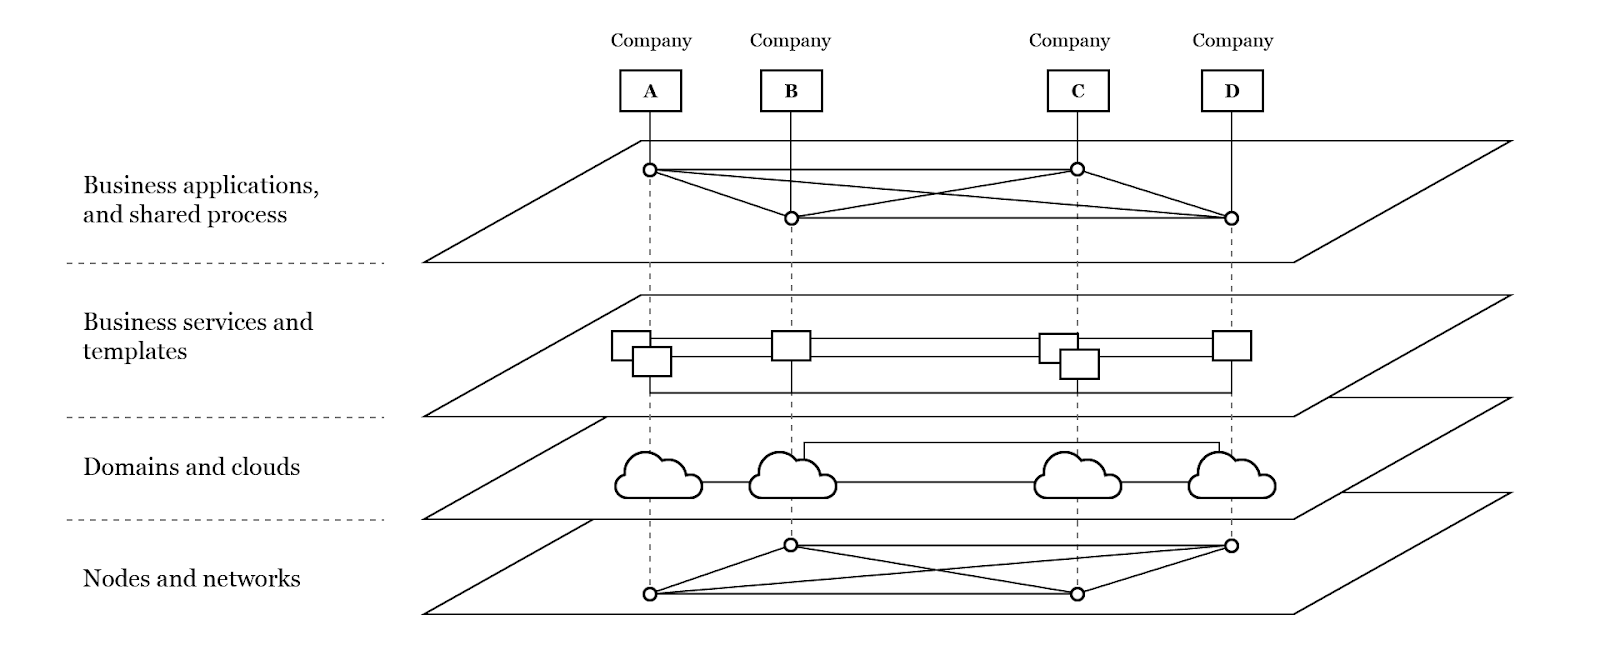 Company Company Company Company
A B C D
Business applications,
and shared process
Business services and
templates
Domains and clouds
Nodes and networks